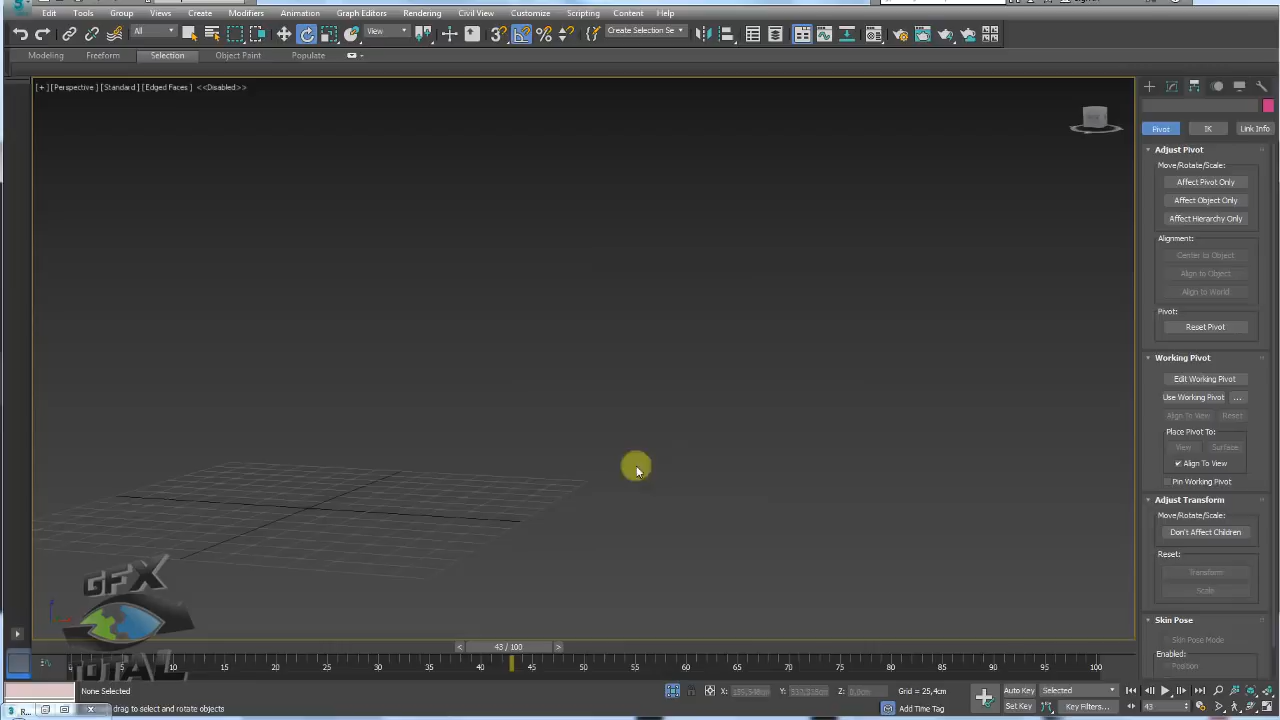 Edit Tools Group Views Create Modifiers Animation Graph Editors Rendering Civil View Customize Scripting Content Help
All View Create Selection Se
Modeling Freeform Selection Object Paint Populate
[+] [Perspective] [Standard] [Edged Faces] <<Disabled>>
Pivot IK Link Info
Adjust Pivot
Move/Rotate/Scale:
Affect Pivot Only
Affect Object Only
Affect Hierarchy Only
Alignment:
Center to Object
Align to Object
Align to World
Pivot:
Reset Pivot
Working Pivot
Edit Working Pivot
Use Working Pivot ...
Align To View Reset
Place Pivot To:
View Surface
Align To View
Pin Working Pivot
Adjust Transform
Move/Rotate/Scale:
Don't Affect Children
Reset:
Transform
Scale
Skin Pose
Skin Pose Mode
Enabled:
Position
GFX
TOTAL
< 43 / 100 >
5 10 15 20 25 30 35 40 45 50 55 60 65 70 75 80 85 90 95 100
None Selected X: Y: Z: 0,0cm Grid = 25,4cm Auto Key Selected
R... drag to select and rotate objects Add Time Tag Set Key Key Filters... 43